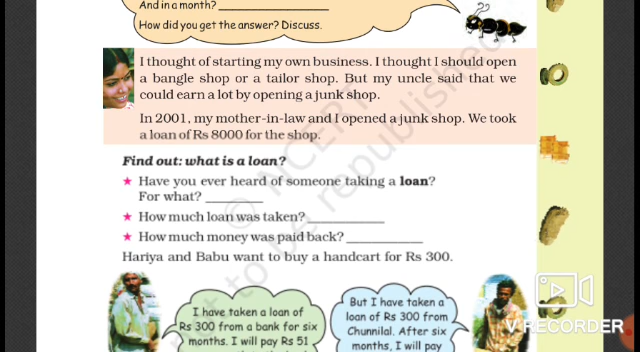 And in a month?
How did you get the answer? Discuss.
I thought of starting my own business. I thought I should open
a bangle shop or a tailor shop. But my uncle said that we
could earn a lot by opening a junk shop.
In 2001, my mother-in-law and I opened a junk shop. We took
a loan of Rs 8000 for the shop.
Find out: what is a loan?
★ Have you ever heard of someone taking a loan?
For what?
★ How much loan was taken?
★ How much money was paid back?
Hariya and Babu want to buy a handcart for Rs 300.
I have taken a loan of
Rs 300 from a bank for six
months. I will pay Rs 51
But I have taken a
loan of Rs 300 from
Chunnilal. After six
months, I will pay
© NCERT
not to be republished
V RECORDER